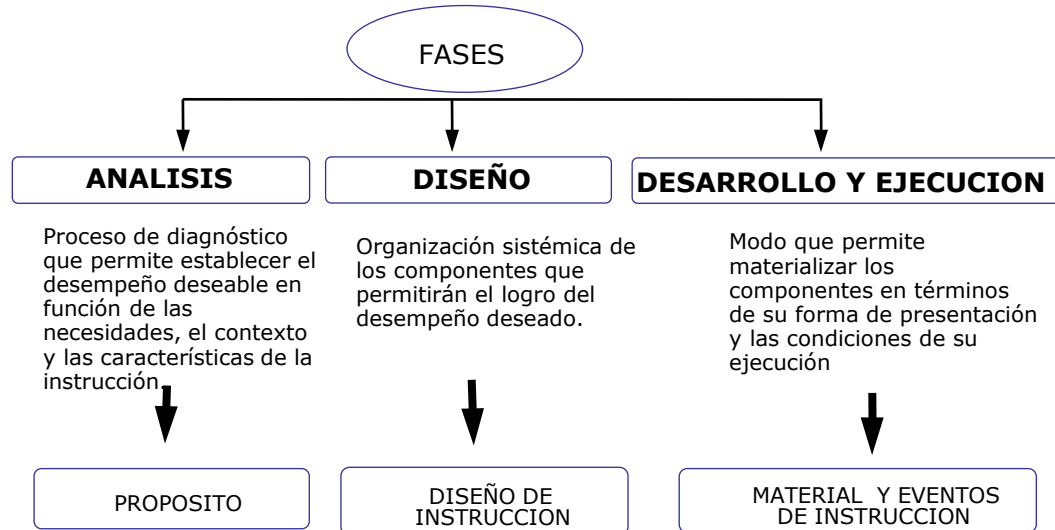 FASES
ANALISIS
Proceso de diagnóstico
que permite establecer el
desempeño deseable en
función de las
necesidades, el contexto
y las características de la
instrucción.
PROPOSITO
DISEÑO
Organización sistémica de
los componentes que
permitirán el logro del
desempeño deseado.
DISEÑO DE
INSTRUCCION
DESARROLLO Y EJECUCION
Modo que permite
materializar los
componentes en términos
de su forma de presentación
y las condiciones de su
ejecución
MATERIAL Y EVENTOS
DE INSTRUCCION